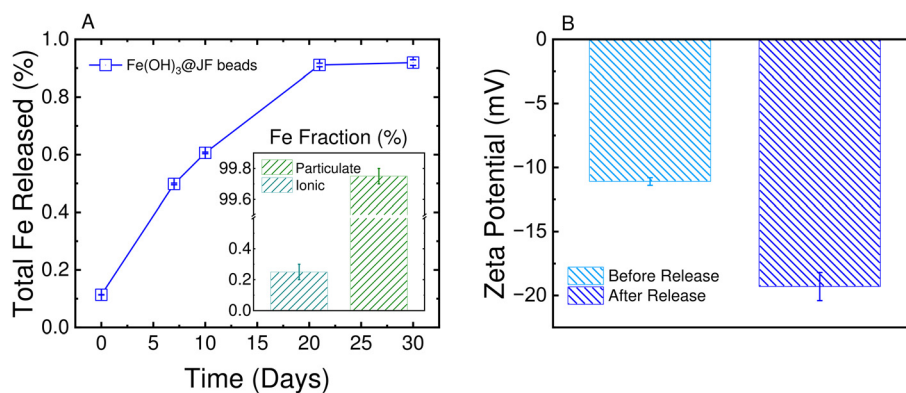 A
Total Fe Released (%)
1.0
0.8
0.6
0.4
0.2
0.0
Fe(OH)₃@JF beads
Fe Fraction (%)
99.8
99.6
0.4
0.2
0.0
Particulate
Ionic
0 5 10 15 20 25 30
Time (Days)
B
Zeta Potential (mV)
0
−5
−10
−15
−20
Before Release
After Release